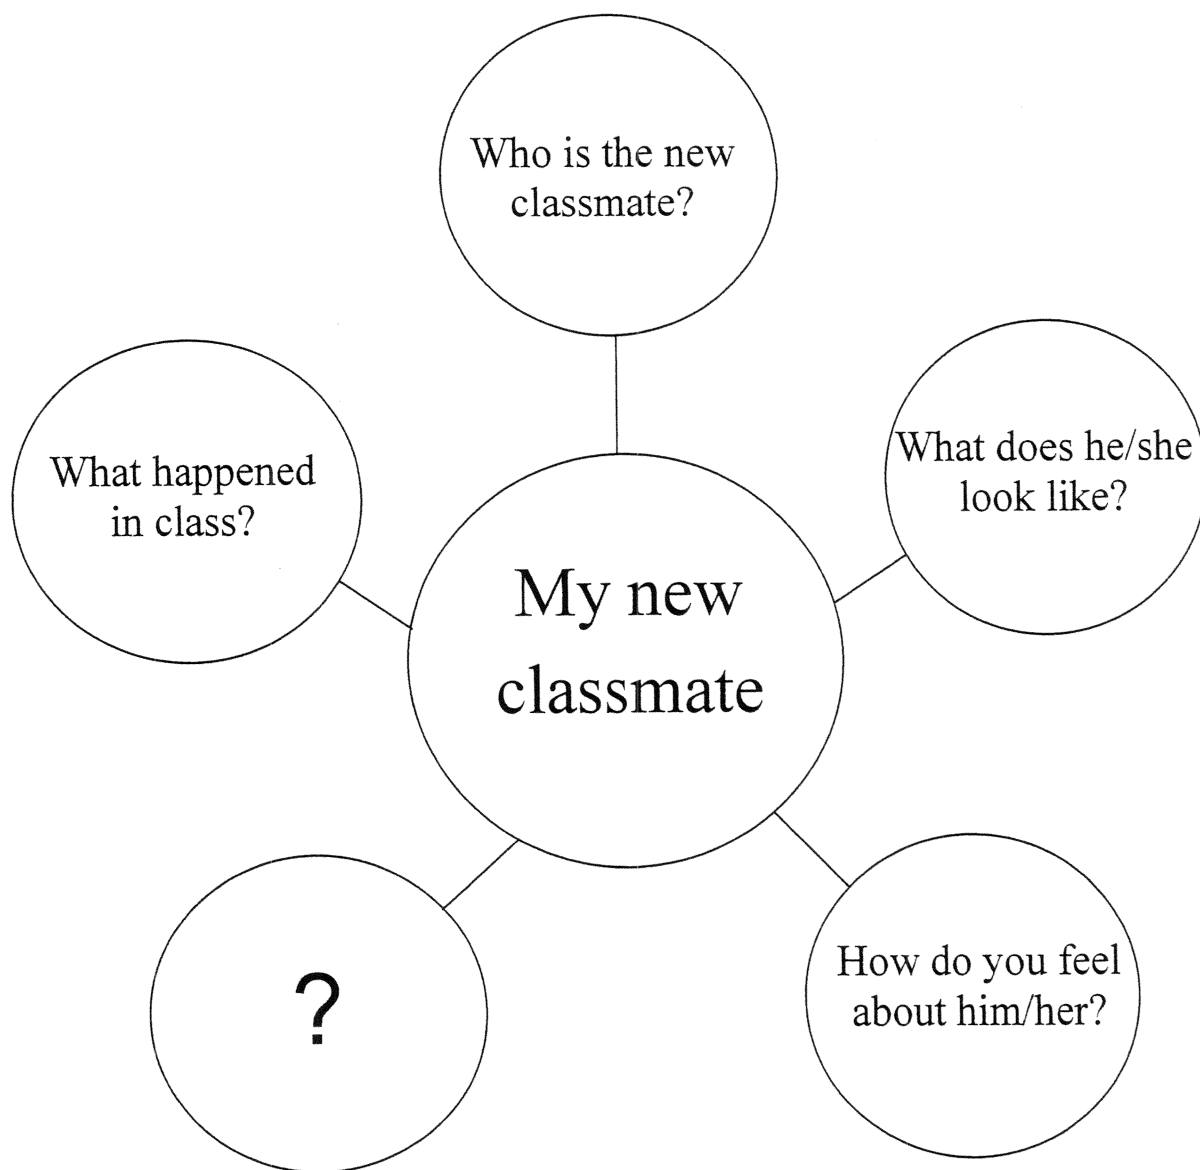 Who is the new
classmate?
What happened
in class?
What does he/she
look like?
My new
classmate
?
How do you feel
about him/her?